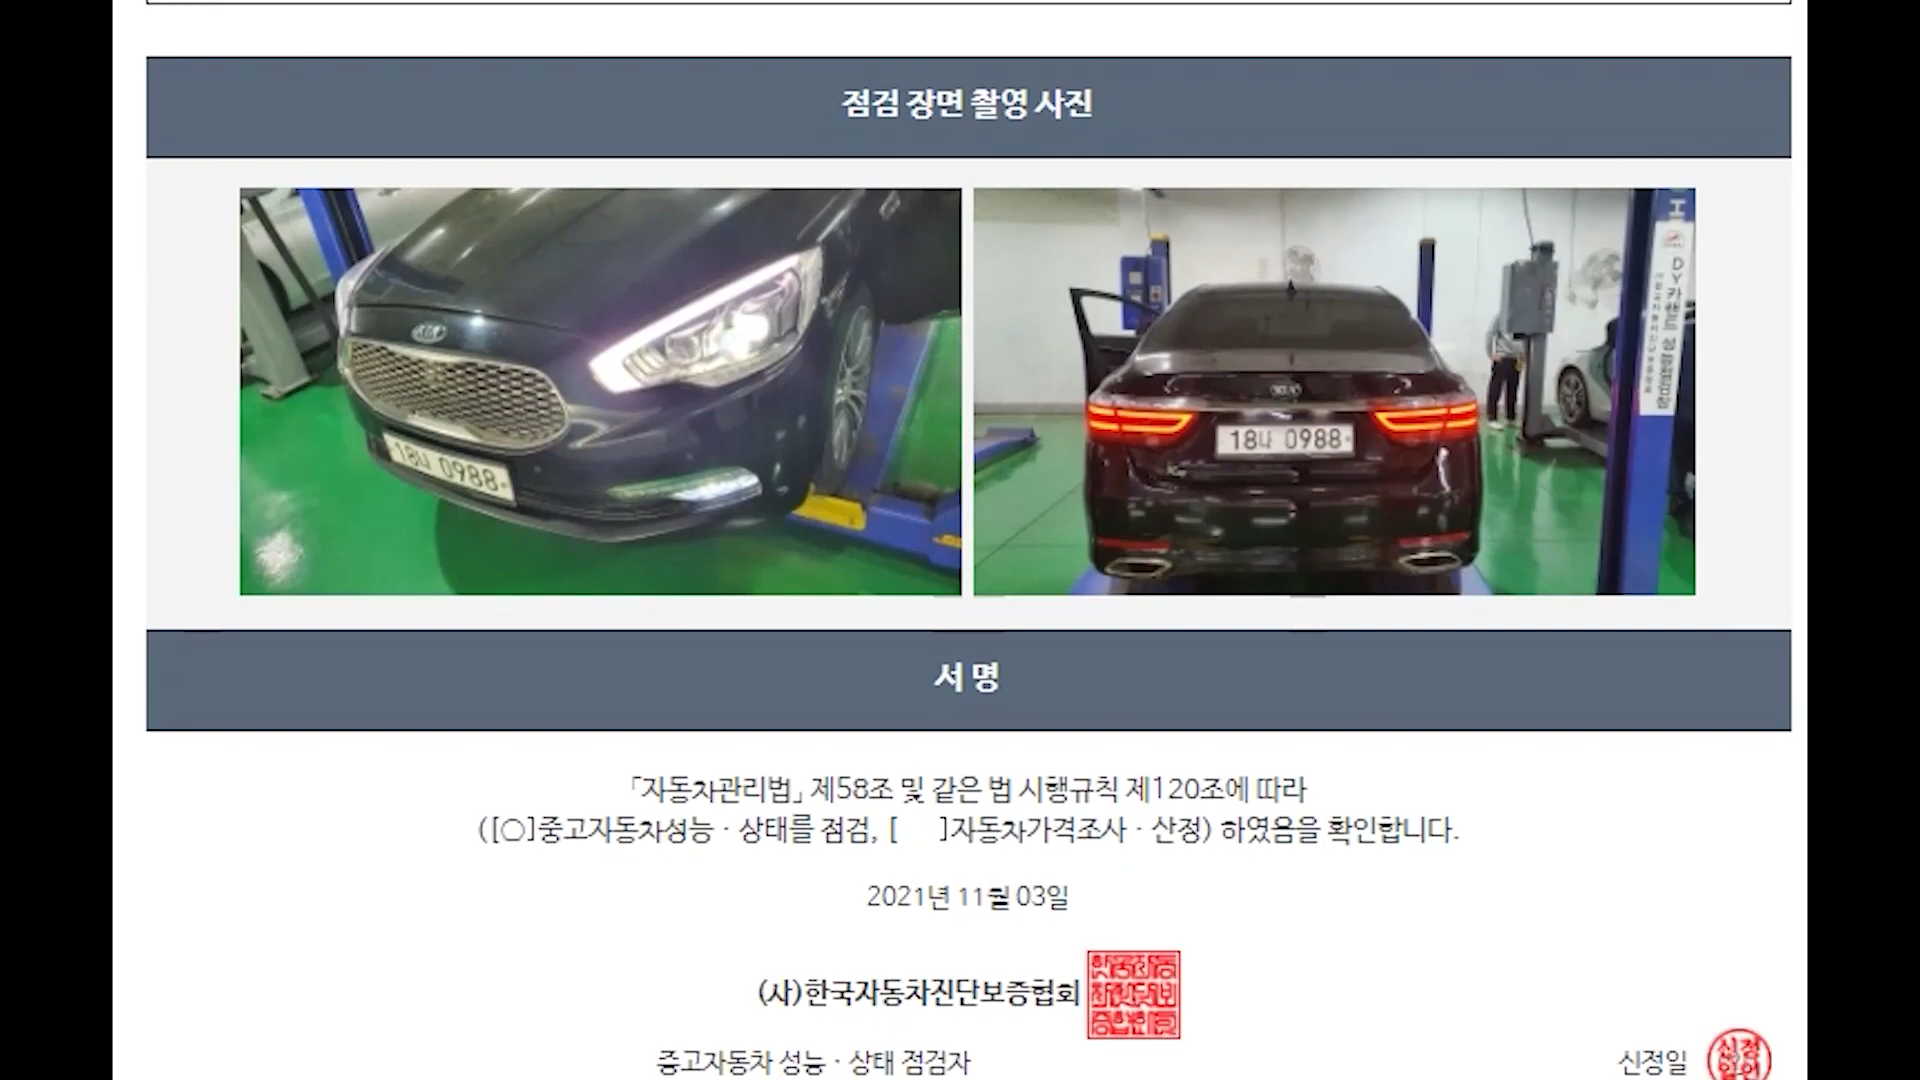 점검 장면 촬영 사진
KIA
18나 0988
KIA
18나 0988
K9
서 명
「자동차관리법」 제58조 및 같은 법 시행규칙 제120조에 따라
([○]중고자동차성능 · 상태를 점검, [ ]자동차가격조사 · 산정) 하였음을 확인합니다.
2021년 11월 03일
(사)한국자동차진단보증협회
중고자동차 성능 · 상태 점검자
신정일